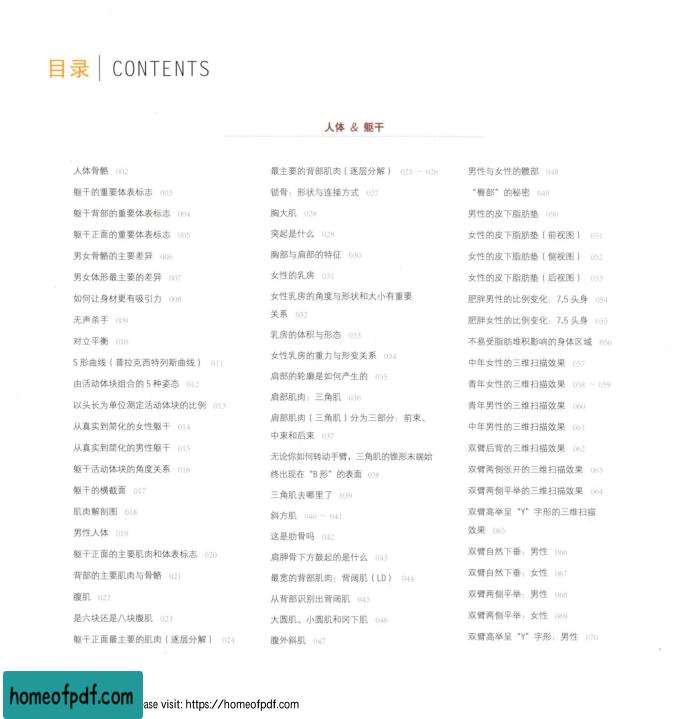 目录 CONTENTS
人体 & 躯干
人体骨骼 002
躯干的重要体表标志 003
躯干背部的重要体表标志 004
躯干正面的重要体表标志 005
男女骨骼的主要差异 006
男女体形最主要的差异 007
如何让身材更有吸引力 008
无声杀手 009
对立平衡 010
S形曲线（普拉克西特列斯曲线） 011
由活动体块组合的5种姿态 012
以头长为单位测定活动体块的比例 013
从真实到简化的女性躯干 014
从真实到简化的男性躯干 015
躯干活动体块的角度关系 016
躯干的横截面 017
肌肉解剖图 018
男性人体 019
躯干正面的主要肌肉和体表标志 020
背部的主要肌肉与骨骼 021
腹肌 022
是六块还是八块腹肌 023
躯干正面最主要的肌肉（逐层分解） 024
最主要的背部肌肉（逐层分解） 025 ~ 026
锁骨：形状与连接方式 027
胸大肌 028
突起是什么 029
胸部与肩部的特征 030
女性的乳房 031
女性乳房的角度与形状和大小有重要
关系 032
乳房的体积与形态 033
女性乳房的重力与形变关系 034
肩部的轮廓是如何产生的 035
肩部肌肉：三角肌 036
肩部肌肉（三角肌）分为三部分：前束、
中束和后束 037
无论你如何转动手臂，三角肌的锥形末端始
终出现在“B形”的表面 038
三角肌去哪里了 039
斜方肌 040 ~ 041
这是肋骨吗 042
肩胛骨下方鼓起的是什么 043
最宽的背部肌肉：背阔肌（LD） 044
从背部识别出背阔肌 045
大圆肌、小圆肌和冈下肌 046
腹外斜肌 047
男性与女性的髋部 048
“臀部”的秘密 049
男性的皮下脂肪垫 050
女性的皮下脂肪垫（前视图） 051
女性的皮下脂肪垫（侧视图） 052
女性的皮下脂肪垫（后视图） 053
肥胖男性的比例变化：7.5头身 054
肥胖女性的比例变化：7.5头身 055
不易受脂肪堆积影响的身体区域 056
中年女性的三维扫描效果 057
青年女性的三维扫描效果 058 ~ 059
青年男性的三维扫描效果 060
中年男性的三维扫描效果 061
双臂后背的三维扫描效果 062
双臂两侧张开的三维扫描效果 063
双臂两侧平举的三维扫描效果 064
双臂高举呈“Y”字形的三维扫描
效果 065
双臂自然下垂：男性 066
双臂自然下垂：女性 067
双臂两侧平举：男性 068
双臂两侧平举：女性 069
双臂高举呈“Y”字形：男性 070
homeofpdf.com
ase visit: https://homeofpdf.com